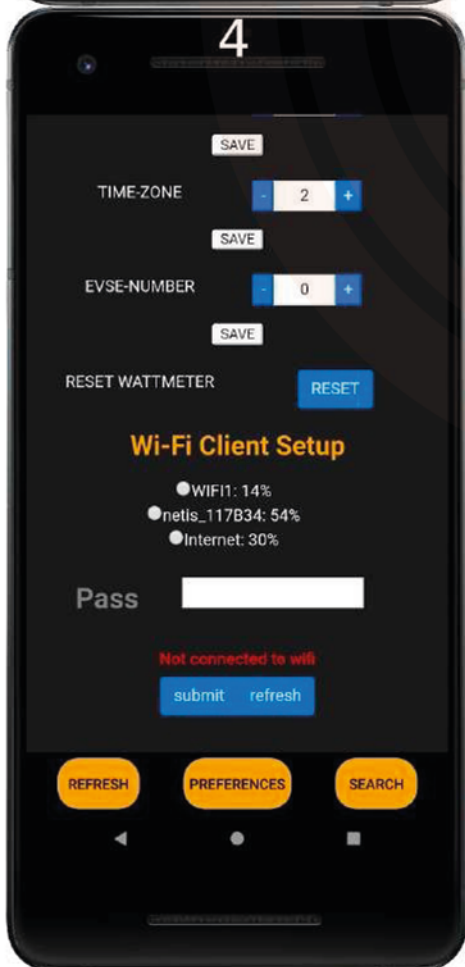 4
SAVE
TIME-ZONE - 2 +
SAVE
EVSE-NUMBER - 0 +
SAVE
RESET WATTMETER RESET
Wi-Fi Client Setup
WIFI1: 14%
netis_117B34: 54%
Internet: 30%
Pass
Not connected to wifi
submit refresh
REFRESH PREFERENCES SEARCH